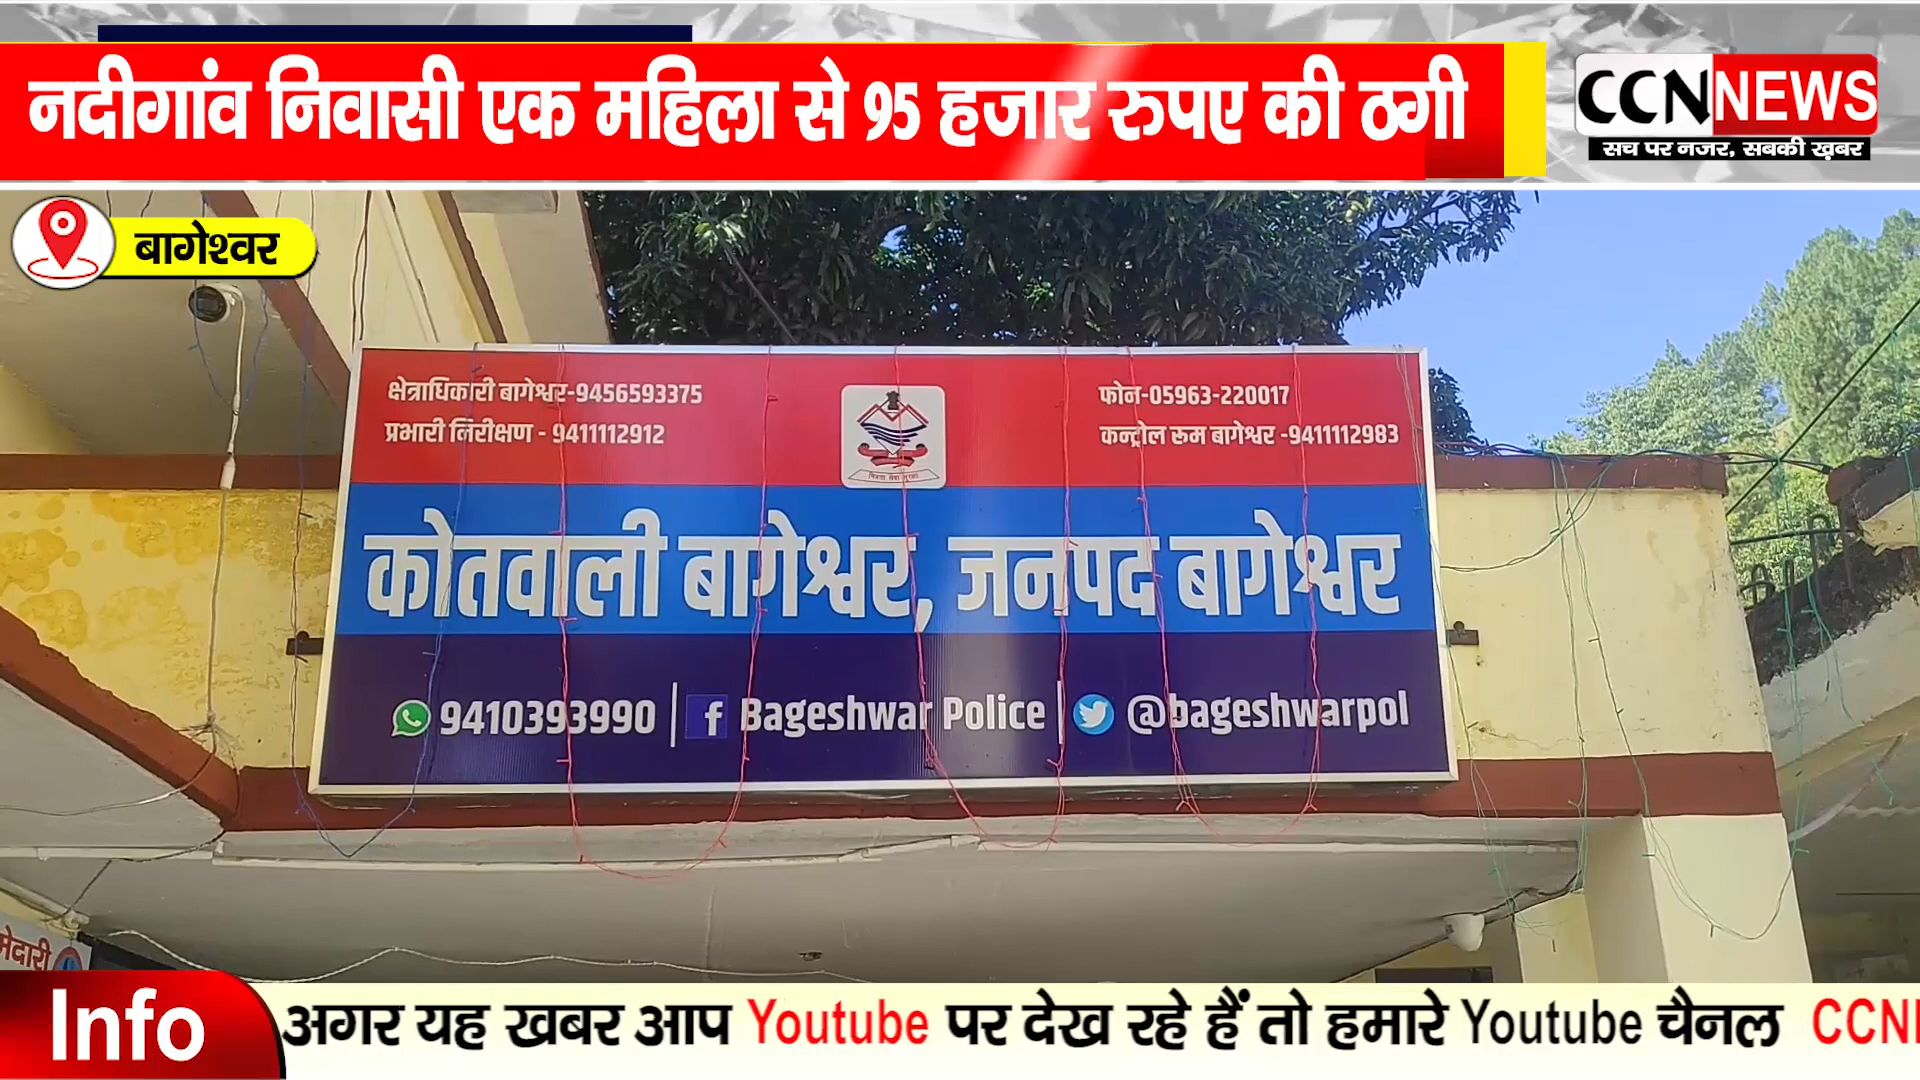 नदीगांव निवासी एक महिला से 95 हजार रुपए की ठगी
CCNNEWS
सच पर नजर, सबकी ख़बर
बागेश्वर
क्षेत्राधिकारी बागेश्वर-9456593375
प्रभारी निरीक्षण - 9411112912
फोन-05963-220017
कन्ट्रोल रूम बागेश्वर -9411112983
कोतवाली बागेश्वर, जनपद बागेश्वर
9410393990 | f Bageshwar Police | @bageshwarpol
मेदारी
Info
अगर यह खबर आप Youtube पर देख रहे हैं तो हमारे Youtube चैनल CCN